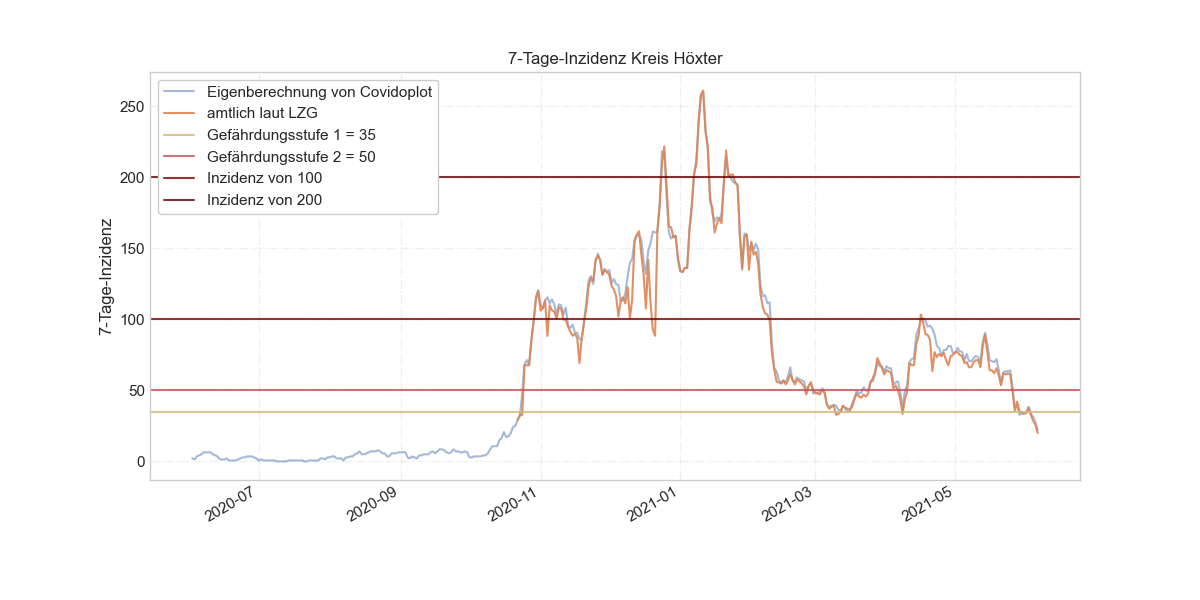 7-Tage-Inzidenz Kreis Höxter
Eigenberechnung von Covidoplot
amtlich laut LZG
Gefährdungsstufe 1 = 35
Gefährdungsstufe 2 = 50
Inzidenz von 100
Inzidenz von 200
7-Tage-Inzidenz
250
200
150
100
50
0
2020-07
2020-09
2020-11
2021-01
2021-03
2021-05